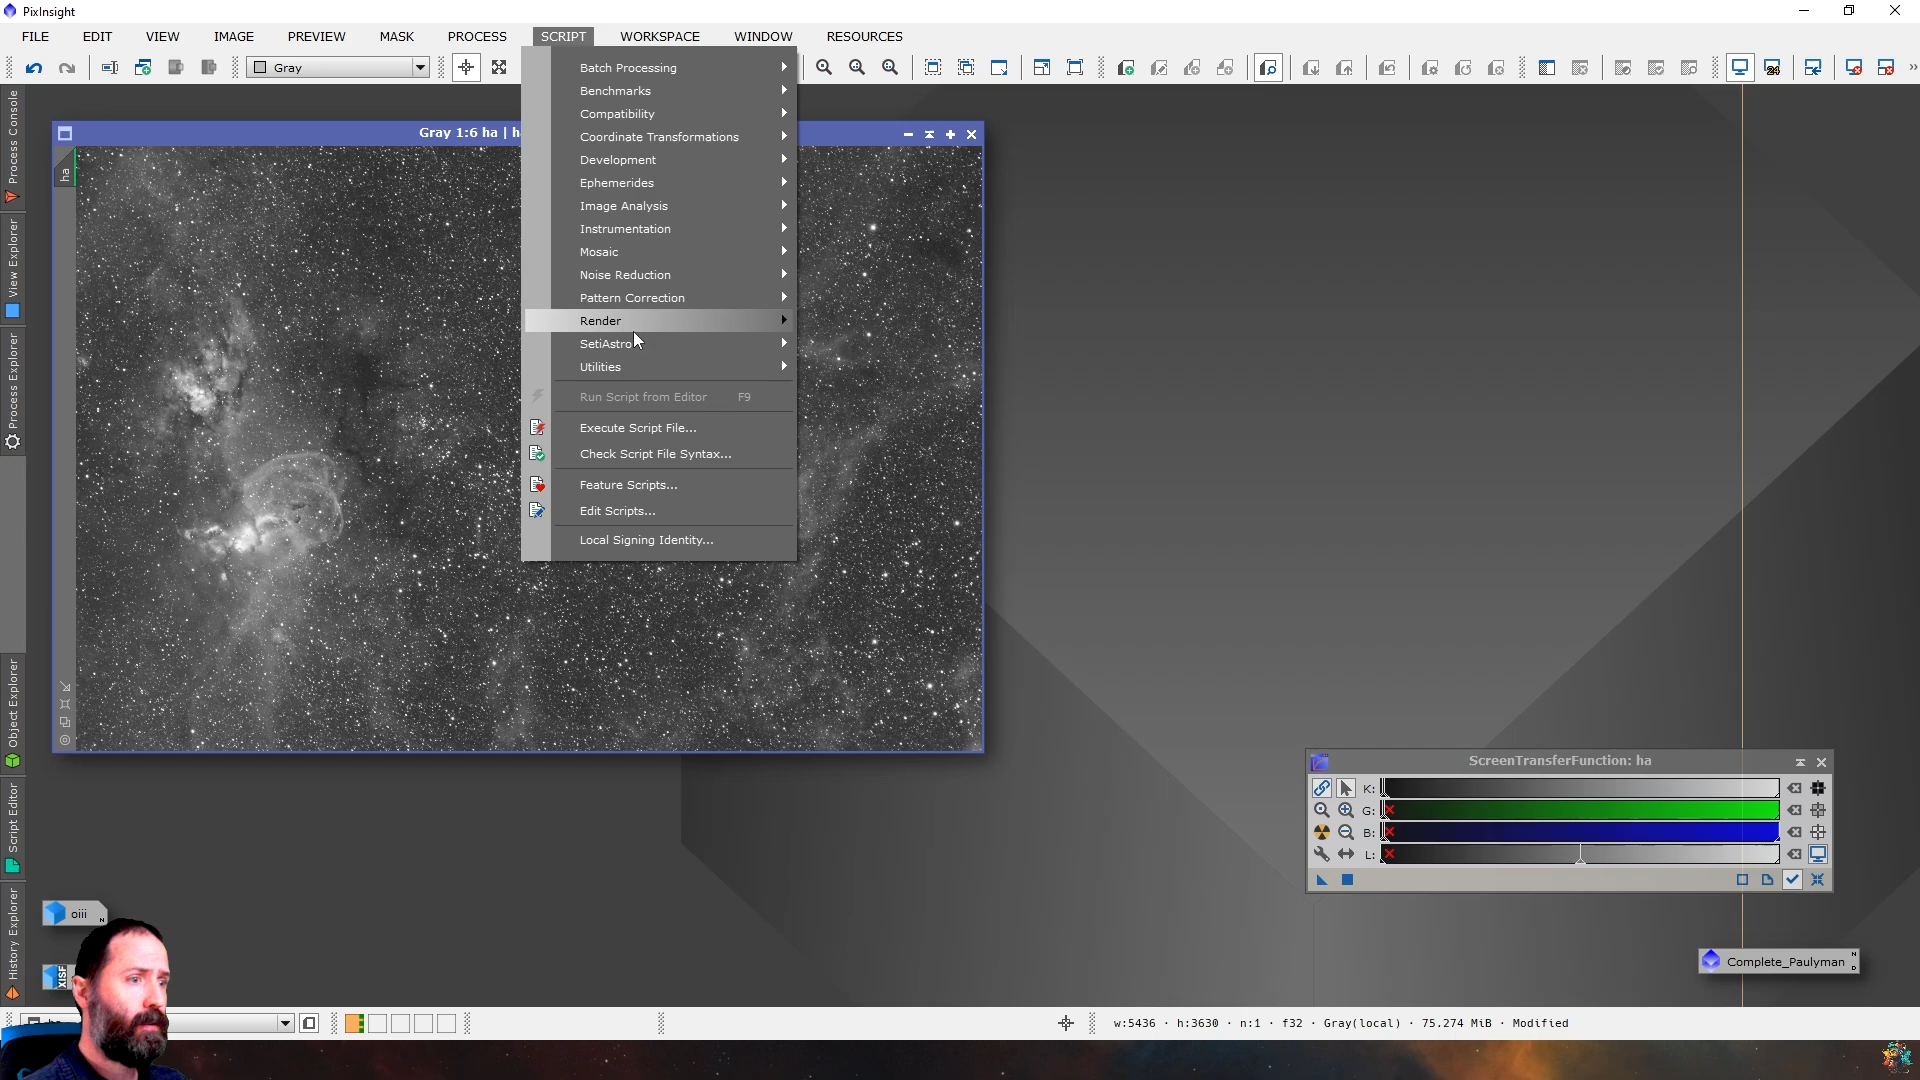 PixInsight
FILE EDIT VIEW IMAGE PREVIEW MASK PROCESS SCRIPT WORKSPACE WINDOW RESOURCES
Gray
24
Process Console
View Explorer
Process Explorer
Object Explorer
Script Editor
History Explorer
Gray 1:6 ha |
ha
Batch Processing
Benchmarks
Compatibility
Coordinate Transformations
Development
Ephemerides
Image Analysis
Instrumentation
Mosaic
Noise Reduction
Pattern Correction
Render
SetiAstro
Utilities
Run Script from Editor F9
Execute Script File...
Check Script File Syntax...
Feature Scripts...
Edit Scripts...
Local Signing Identity...
ScreenTransferFunction: ha
K:
G:
B:
L:
oiii
N
XISF
Complete_Paulyman
N
D
w:5436 · h:3630 · n:1 · f32 · Gray(local) · 75.274 MiB · Modified